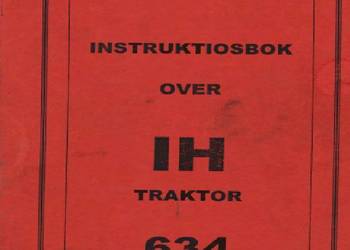 INSTRUKTIOSBOK
OVER
IH
TRAKTOR
634